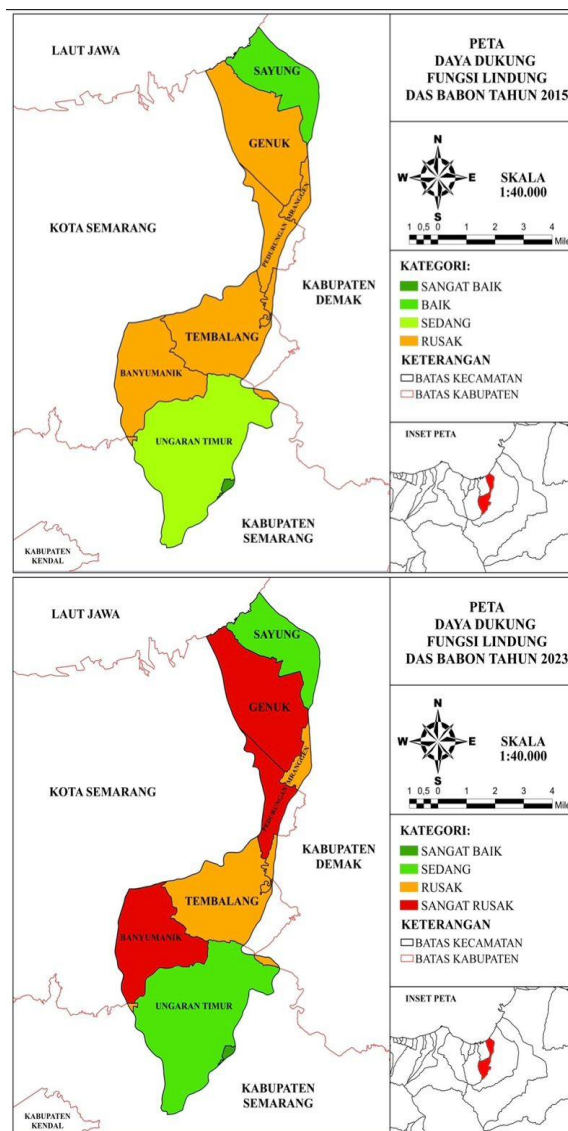 LAUT JAWA
SAYUNG
GENUK
MRANGGEN
PEDURUNGAN
KOTA SEMARANG
KABUPATEN
DEMAK
TEMBALANG
BANYUMANIK
UNGARAN TIMUR
KABUPATEN
SEMARANG
KABUPATEN
KENDAL
PETA
DAYA DUKUNG
FUNGSI LINDUNG
DAS BABON TAHUN 2015
N
W
E
S
SKALA
1:40.000
1 0,5 0 1 2 3 4
Mile
KATEGORI:
SANGAT BAIK
BAIK
SEDANG
RUSAK
KETERANGAN
BATAS KECAMATAN
BATAS KABUPATEN
INSET PETA
LAUT JAWA
SAYUNG
GENUK
MRANGGEN
PEDURUNGAN
KOTA SEMARANG
KABUPATEN
DEMAK
TEMBALANG
BANYUMANIK
UNGARAN TIMUR
KABUPATEN
SEMARANG
KABUPATEN
KENDAL
PETA
DAYA DUKUNG
FUNGSI LINDUNG
DAS BABON TAHUN 2023
N
W
E
S
SKALA
1:40.000
1 0,5 0 1 2 3 4
Mile
KATEGORI:
SANGAT BAIK
SEDANG
RUSAK
SANGAT RUSAK
KETERANGAN
BATAS KECAMATAN
BATAS KABUPATEN
INSET PETA